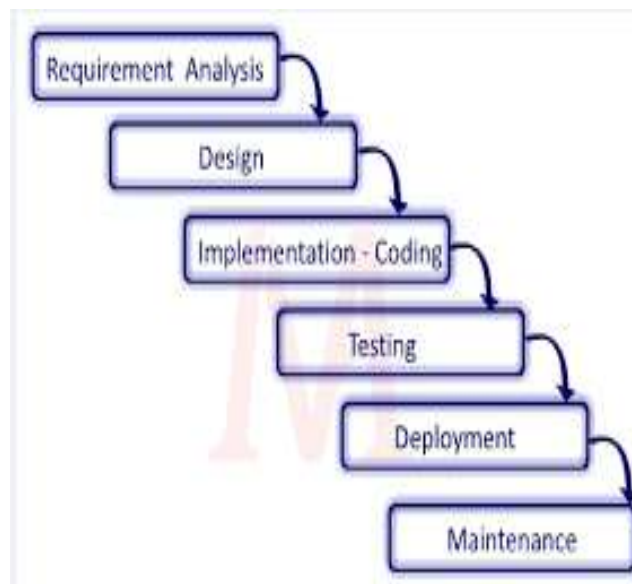 Requirement Analysis
Design
Implementation - Coding
Testing
Deployment
Maintenance